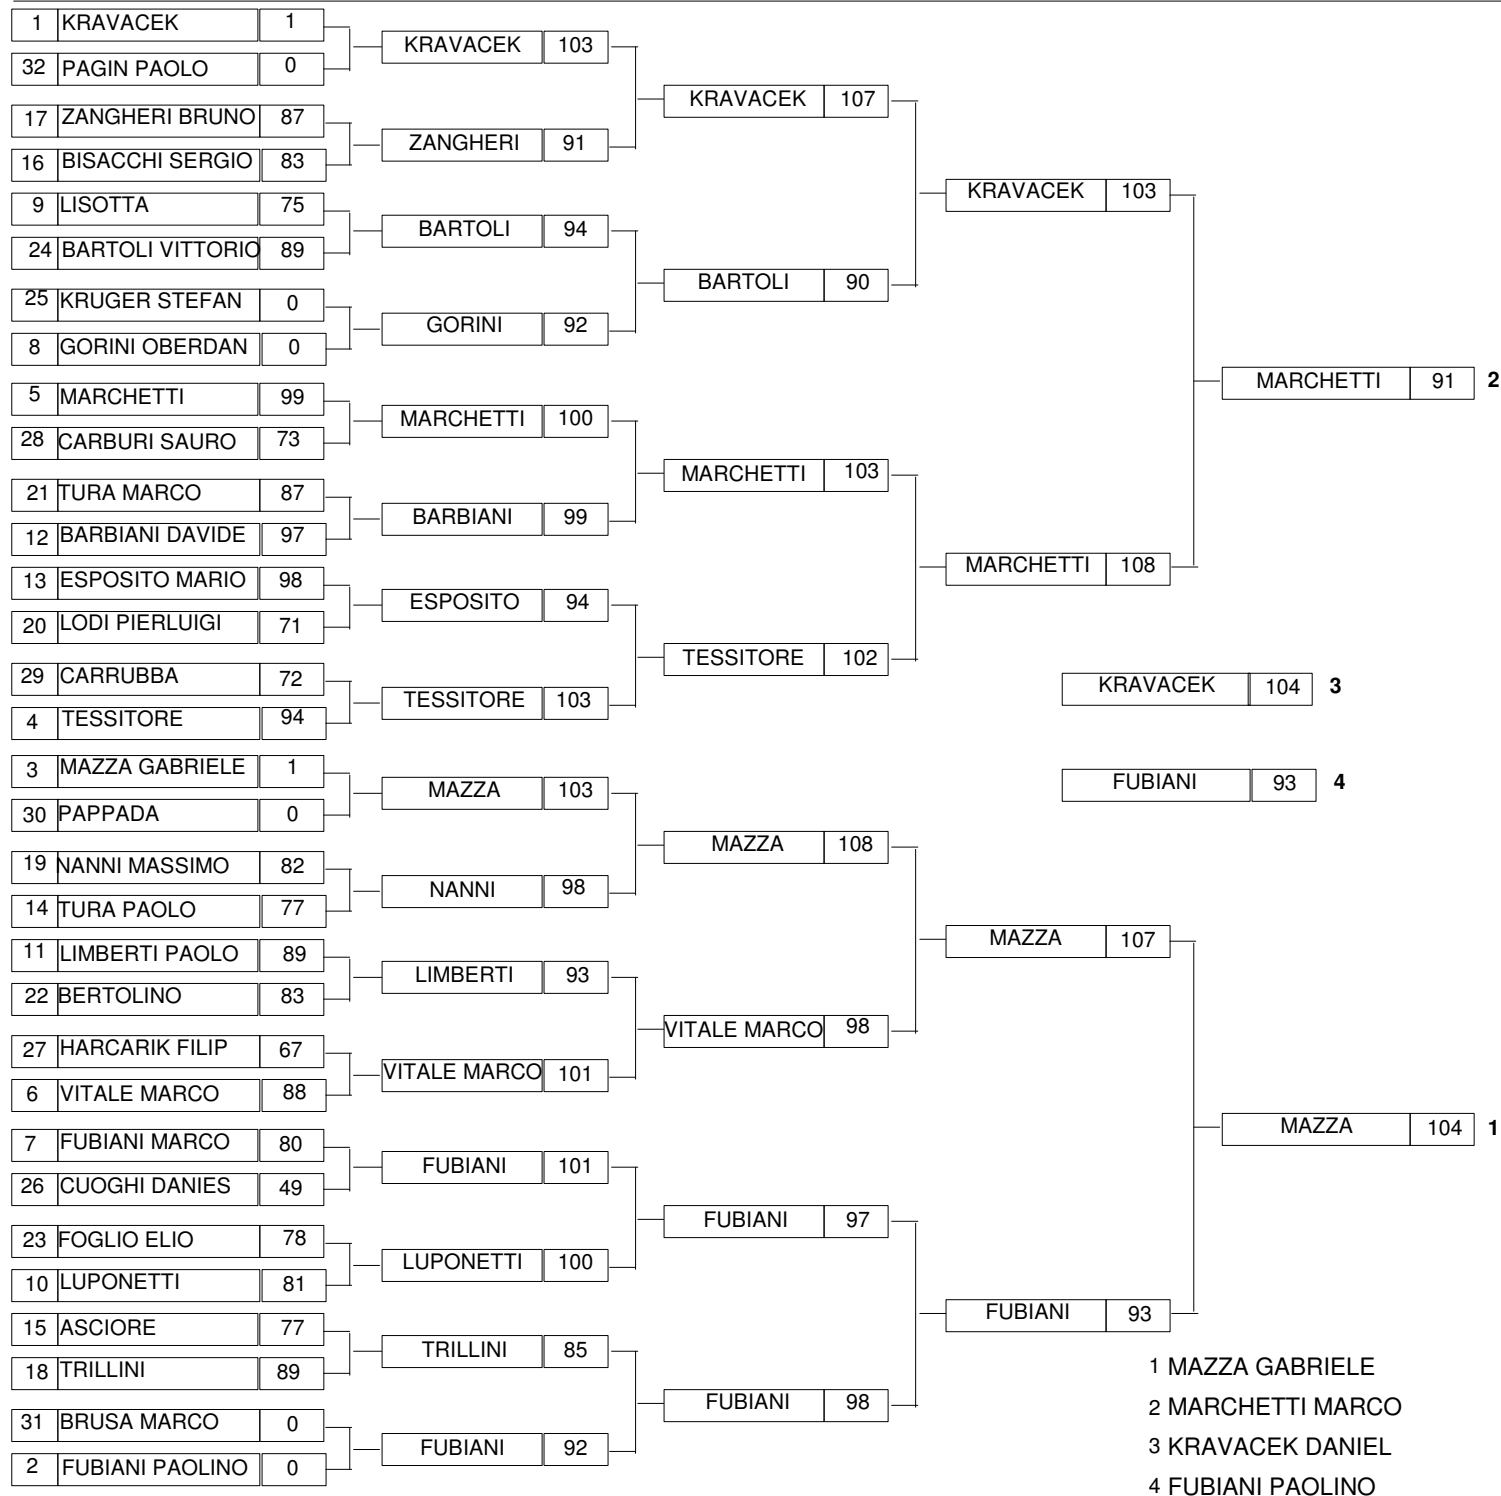 1 KRAVACEK 1
32 PAGIN PAOLO 0
17 ZANGHERI BRUNO 87
16 BISACCHI SERGIO 83
9 LISOTTA 75
24 BARTOLI VITTORIO 89
25 KRUGER STEFAN 0
8 GORINI OBERDAN 0
5 MARCHETTI 99
28 CARBURI SAURO 73
21 TURA MARCO 87
12 BARBIANI DAVIDE 97
13 ESPOSITO MARIO 98
20 LODI PIERLUIGI 71
29 CARRUBBA 72
4 TESSITORE 94
3 MAZZA GABRIELE 1
30 PAPPADA 0
19 NANNI MASSIMO 82
14 TURA PAOLO 77
11 LIMBERTI PAOLO 89
22 BERTOLINO 83
27 HARCARIK FILIP 67
6 VITALE MARCO 88
7 FUBIANI MARCO 80
26 CUOGHI DANIES 49
23 FOGLIO ELIO 78
10 LUPONETTI 81
15 ASCIORE 77
18 TRILLINI 89
31 BRUSA MARCO 0
2 FUBIANI PAOLINO 0
KRAVACEK 103
ZANGHERI 91
BARTOLI 94
GORINI 92
MARCHETTI 100
BARBIANI 99
ESPOSITO 94
TESSITORE 103
MAZZA 103
NANNI 98
LIMBERTI 93
VITALE MARCO 101
FUBIANI 101
LUPONETTI 100
TRILLINI 85
FUBIANI 92
KRAVACEK 107
BARTOLI 90
MARCHETTI 103
TESSITORE 102
MAZZA 108
VITALE MARCO 98
FUBIANI 97
FUBIANI 98
KRAVACEK 103
MARCHETTI 108
MAZZA 107
FUBIANI 93
MARCHETTI 91 2
KRAVACEK 104 3
FUBIANI 93 4
MAZZA 104 1
1 MAZZA GABRIELE
2 MARCHETTI MARCO
3 KRAVACEK DANIEL
4 FUBIANI PAOLINO